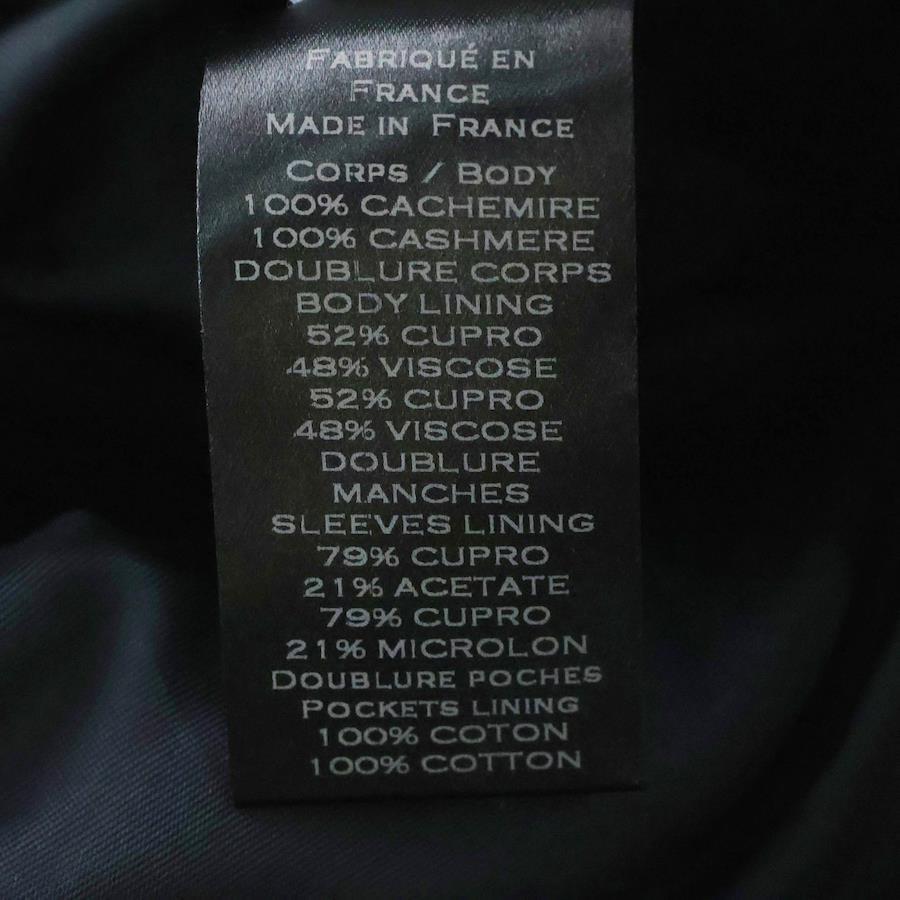 FABRIQUÉ EN
FRANCE
MADE IN FRANCE
CORPS / BODY
100% CACHEMIRE
100% CASHMERE
DOUBLURE CORPS
BODY LINING
52% CUPRO
48% VISCOSE
52% CUPRO
48% VISCOSE
DOUBLURE
MANCHES
SLEEVES LINING
79% CUPRO
21% ACETATE
79% CUPRO
21% MICROLON
DOUBLURE POCHES
POCKETS LINING
100% COTON
100% COTTON